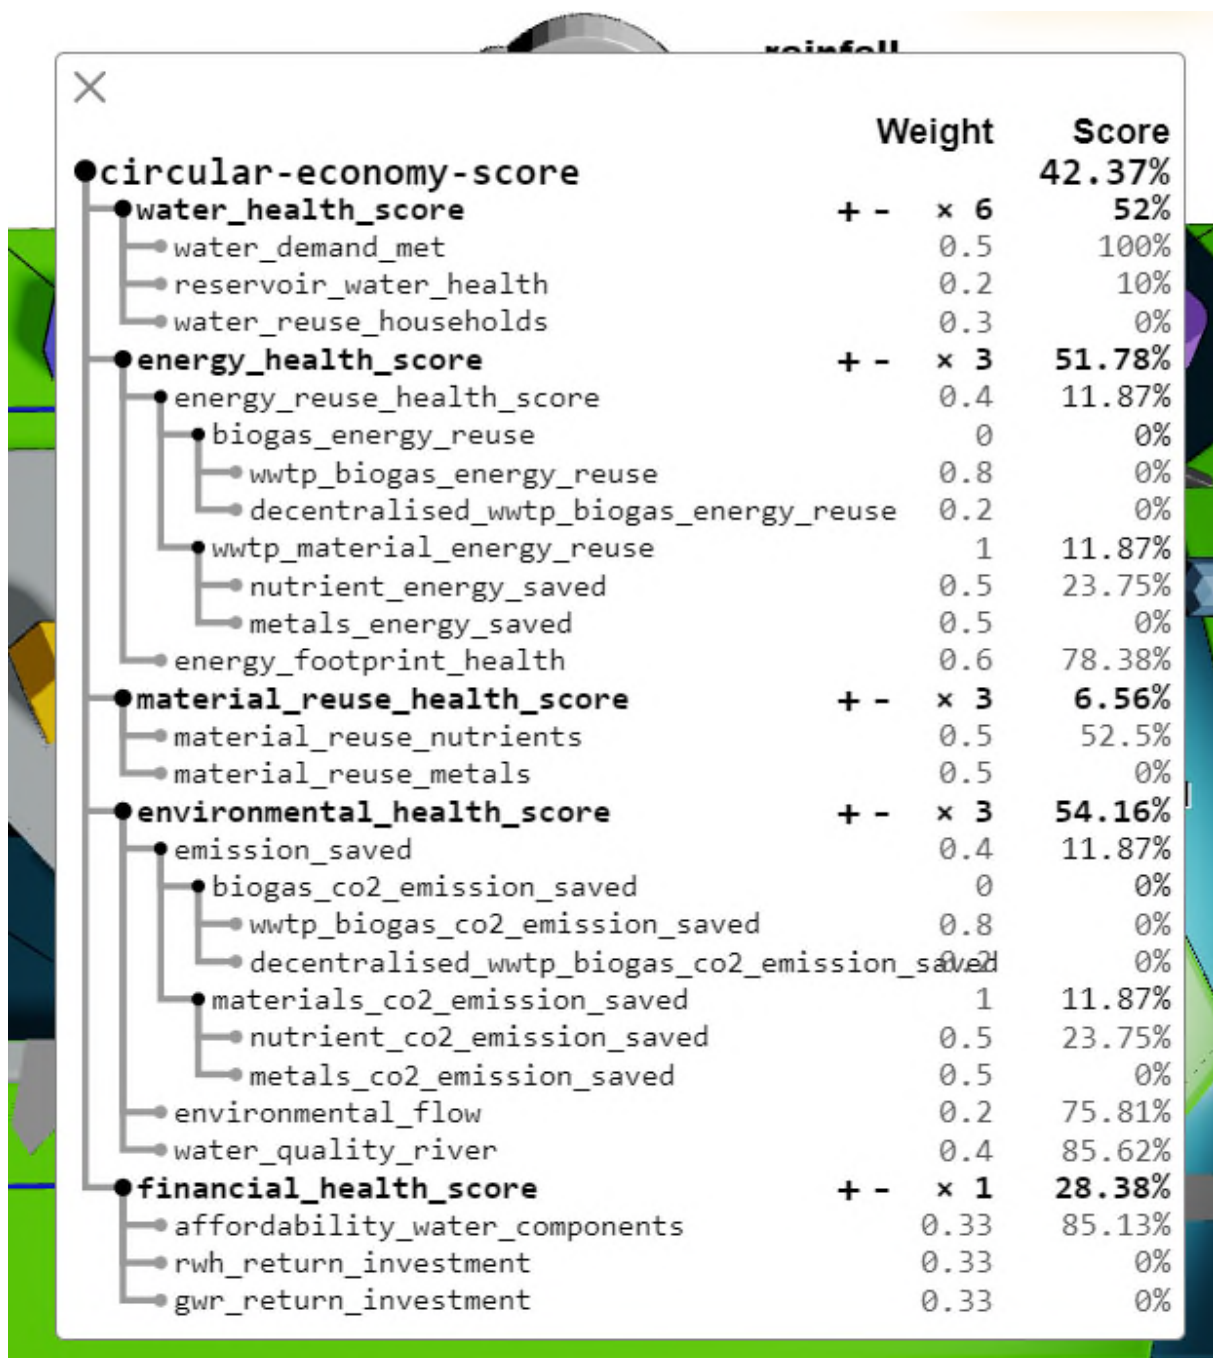 rainfall
Weight Score
circular-economy-score 42.37%
water_health_score + - × 6 52%
water_demand_met 0.5 100%
reservoir_water_health 0.2 10%
water_reuse_households 0.3 0%
energy_health_score + - × 3 51.78%
energy_reuse_health_score 0.4 11.87%
biogas_energy_reuse 0 0%
wwtp_biogas_energy_reuse 0.8 0%
decentralised_wwtp_biogas_energy_reuse 0.2 0%
wwtp_material_energy_reuse 1 11.87%
nutrient_energy_saved 0.5 23.75%
metals_energy_saved 0.5 0%
energy_footprint_health 0.6 78.38%
material_reuse_health_score + - × 3 6.56%
material_reuse_nutrients 0.5 52.5%
material_reuse_metals 0.5 0%
environmental_health_score + - × 3 54.16%
emission_saved 0.4 11.87%
biogas_co2_emission_saved 0 0%
wwtp_biogas_co2_emission_saved 0.8 0%
decentralised_wwtp_biogas_co2_emission_saved 0.2 0%
materials_co2_emission_saved 1 11.87%
nutrient_co2_emission_saved 0.5 23.75%
metals_co2_emission_saved 0.5 0%
environmental_flow 0.2 75.81%
water_quality_river 0.4 85.62%
financial_health_score + - × 1 28.38%
affordability_water_components 0.33 85.13%
rwh_return_investment 0.33 0%
gwr_return_investment 0.33 0%